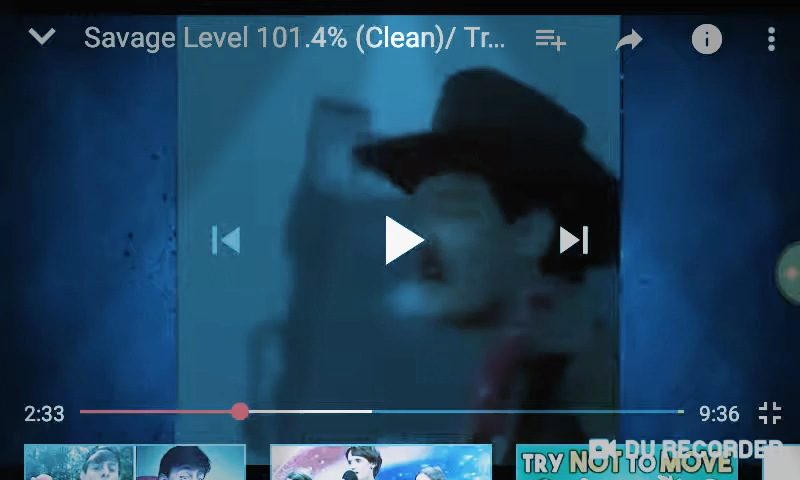 Savage Level 101.4% (Clean)/ Tr...
2:33
9:36
DU RECORDER
TRY NOT TO MOVE